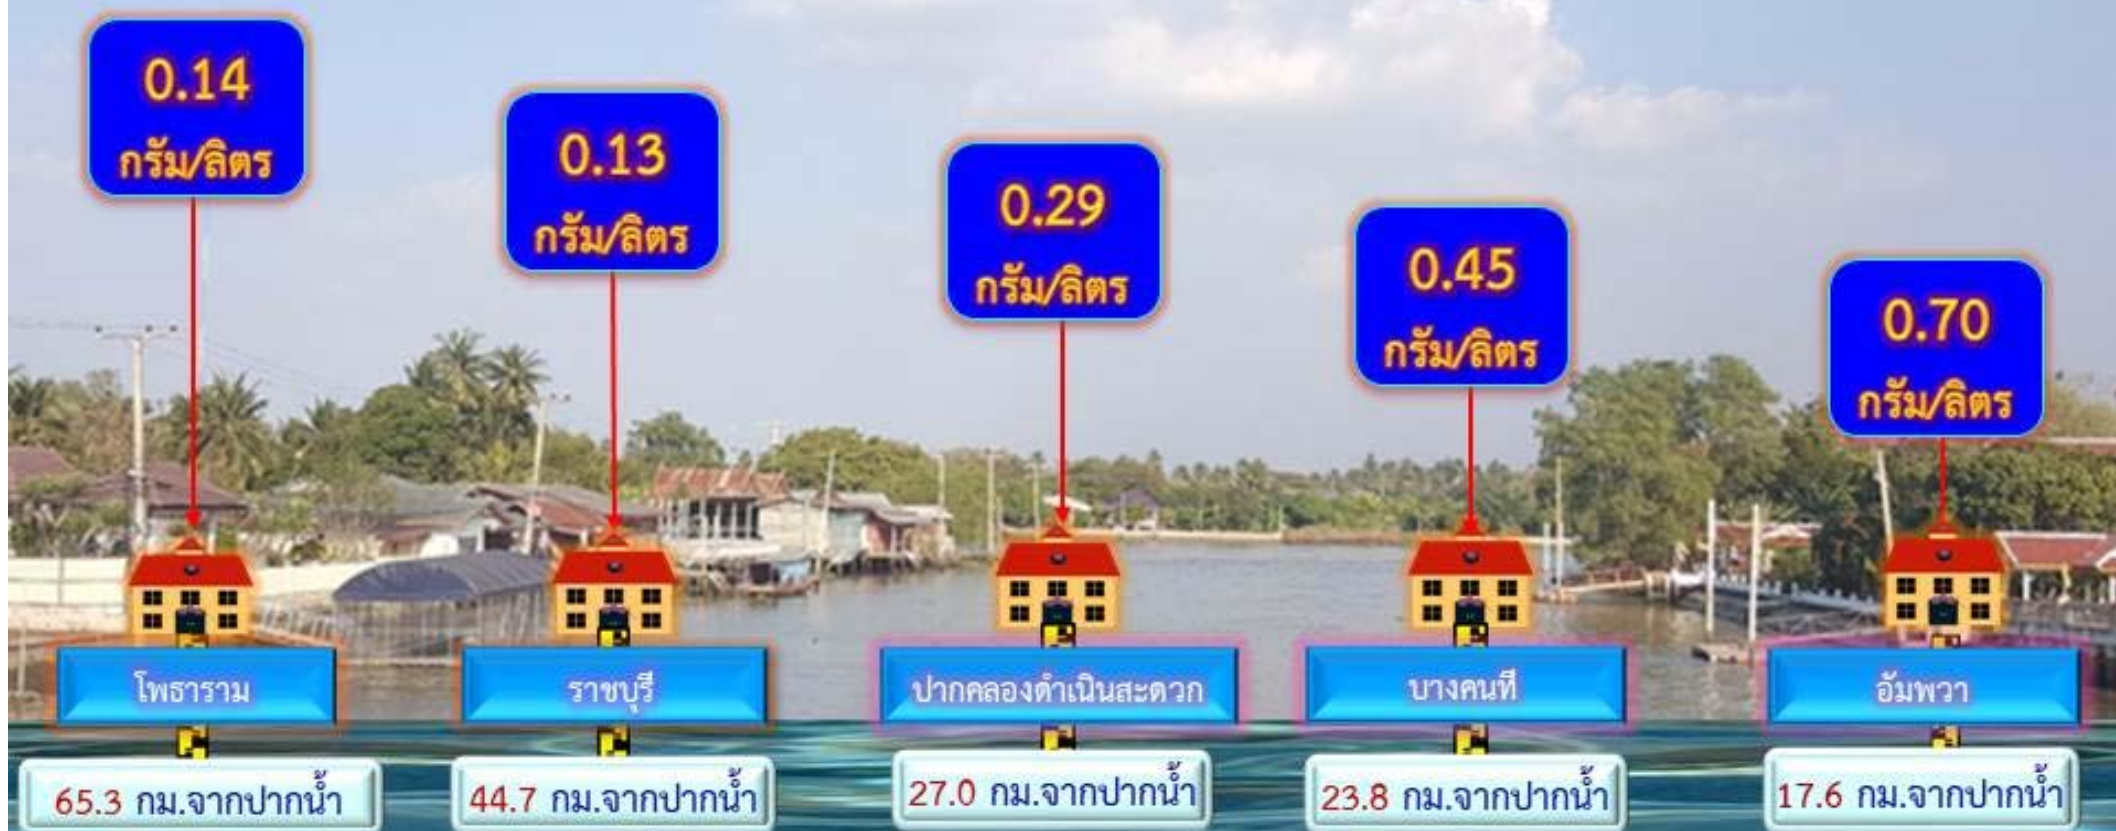 0.14
กรัม/ลิตร
0.13
กรัม/ลิตร
0.29
กรัม/ลิตร
0.45
กรัม/ลิตร
0.70
กรัม/ลิตร
โพธาราม
ราชบุรี
ปากคลองดำเนินสะดวก
บางคนที
อัมพวา
65.3 กม.จากปากน้ำ
44.7 กม.จากปากน้ำ
27.0 กม.จากปากน้ำ
23.8 กม.จากปากน้ำ
17.6 กม.จากปากน้ำ